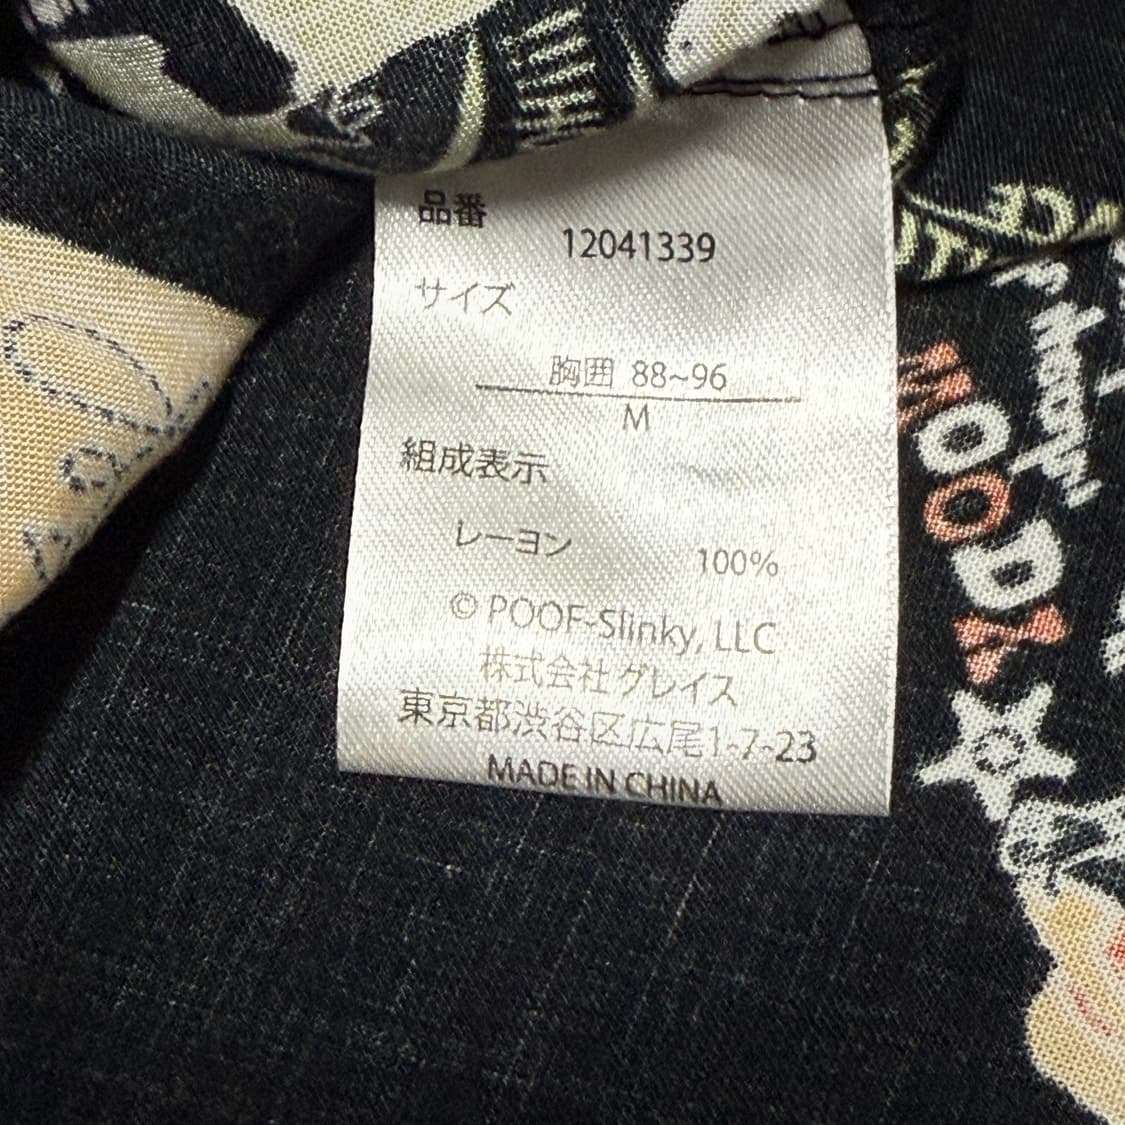 品番
12041339
サイズ
胸囲 88~96
M
組成表示
レーヨン 100%
© POOF-Slinky, LLC
株式会社グレイス
東京都渋谷区広尾1-7-23
MADE IN CHINA
MOODX